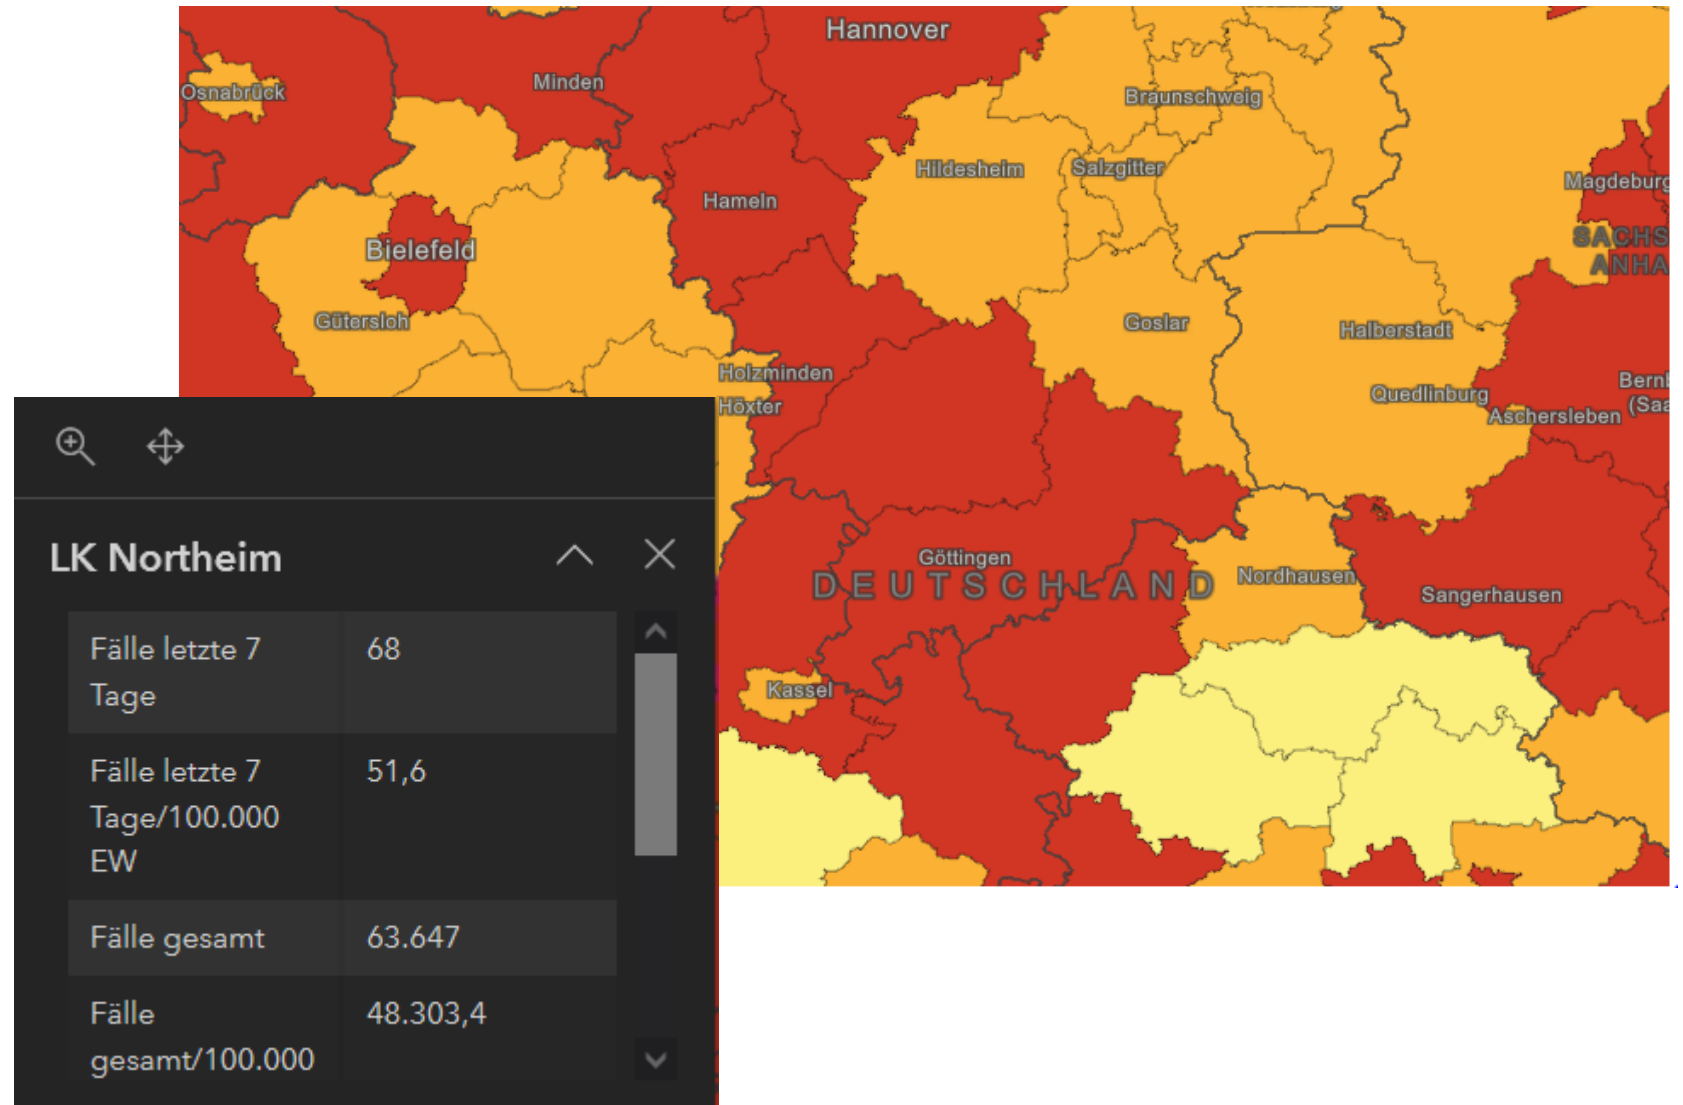 Hannover
Minden
Osnabrück
Braunschweig
Hildesheim
Salzgitter
Magdeburg
Hameln
SACHS
ANHA
Bielefeld
Gütersloh
Goslar
Halberstadt
Holzminden
Höxter
Quedlinburg
Aschersleben
Bern
(Saa
Göttingen
DEUTSCHLAND
Nordhausen
Sangerhausen
Kassel
LK Northeim
Fälle letzte 7
Tage
68
Fälle letzte 7
Tage/100.000
EW
51,6
Fälle gesamt
63.647
Fälle
gesamt/100.000
48.303,4